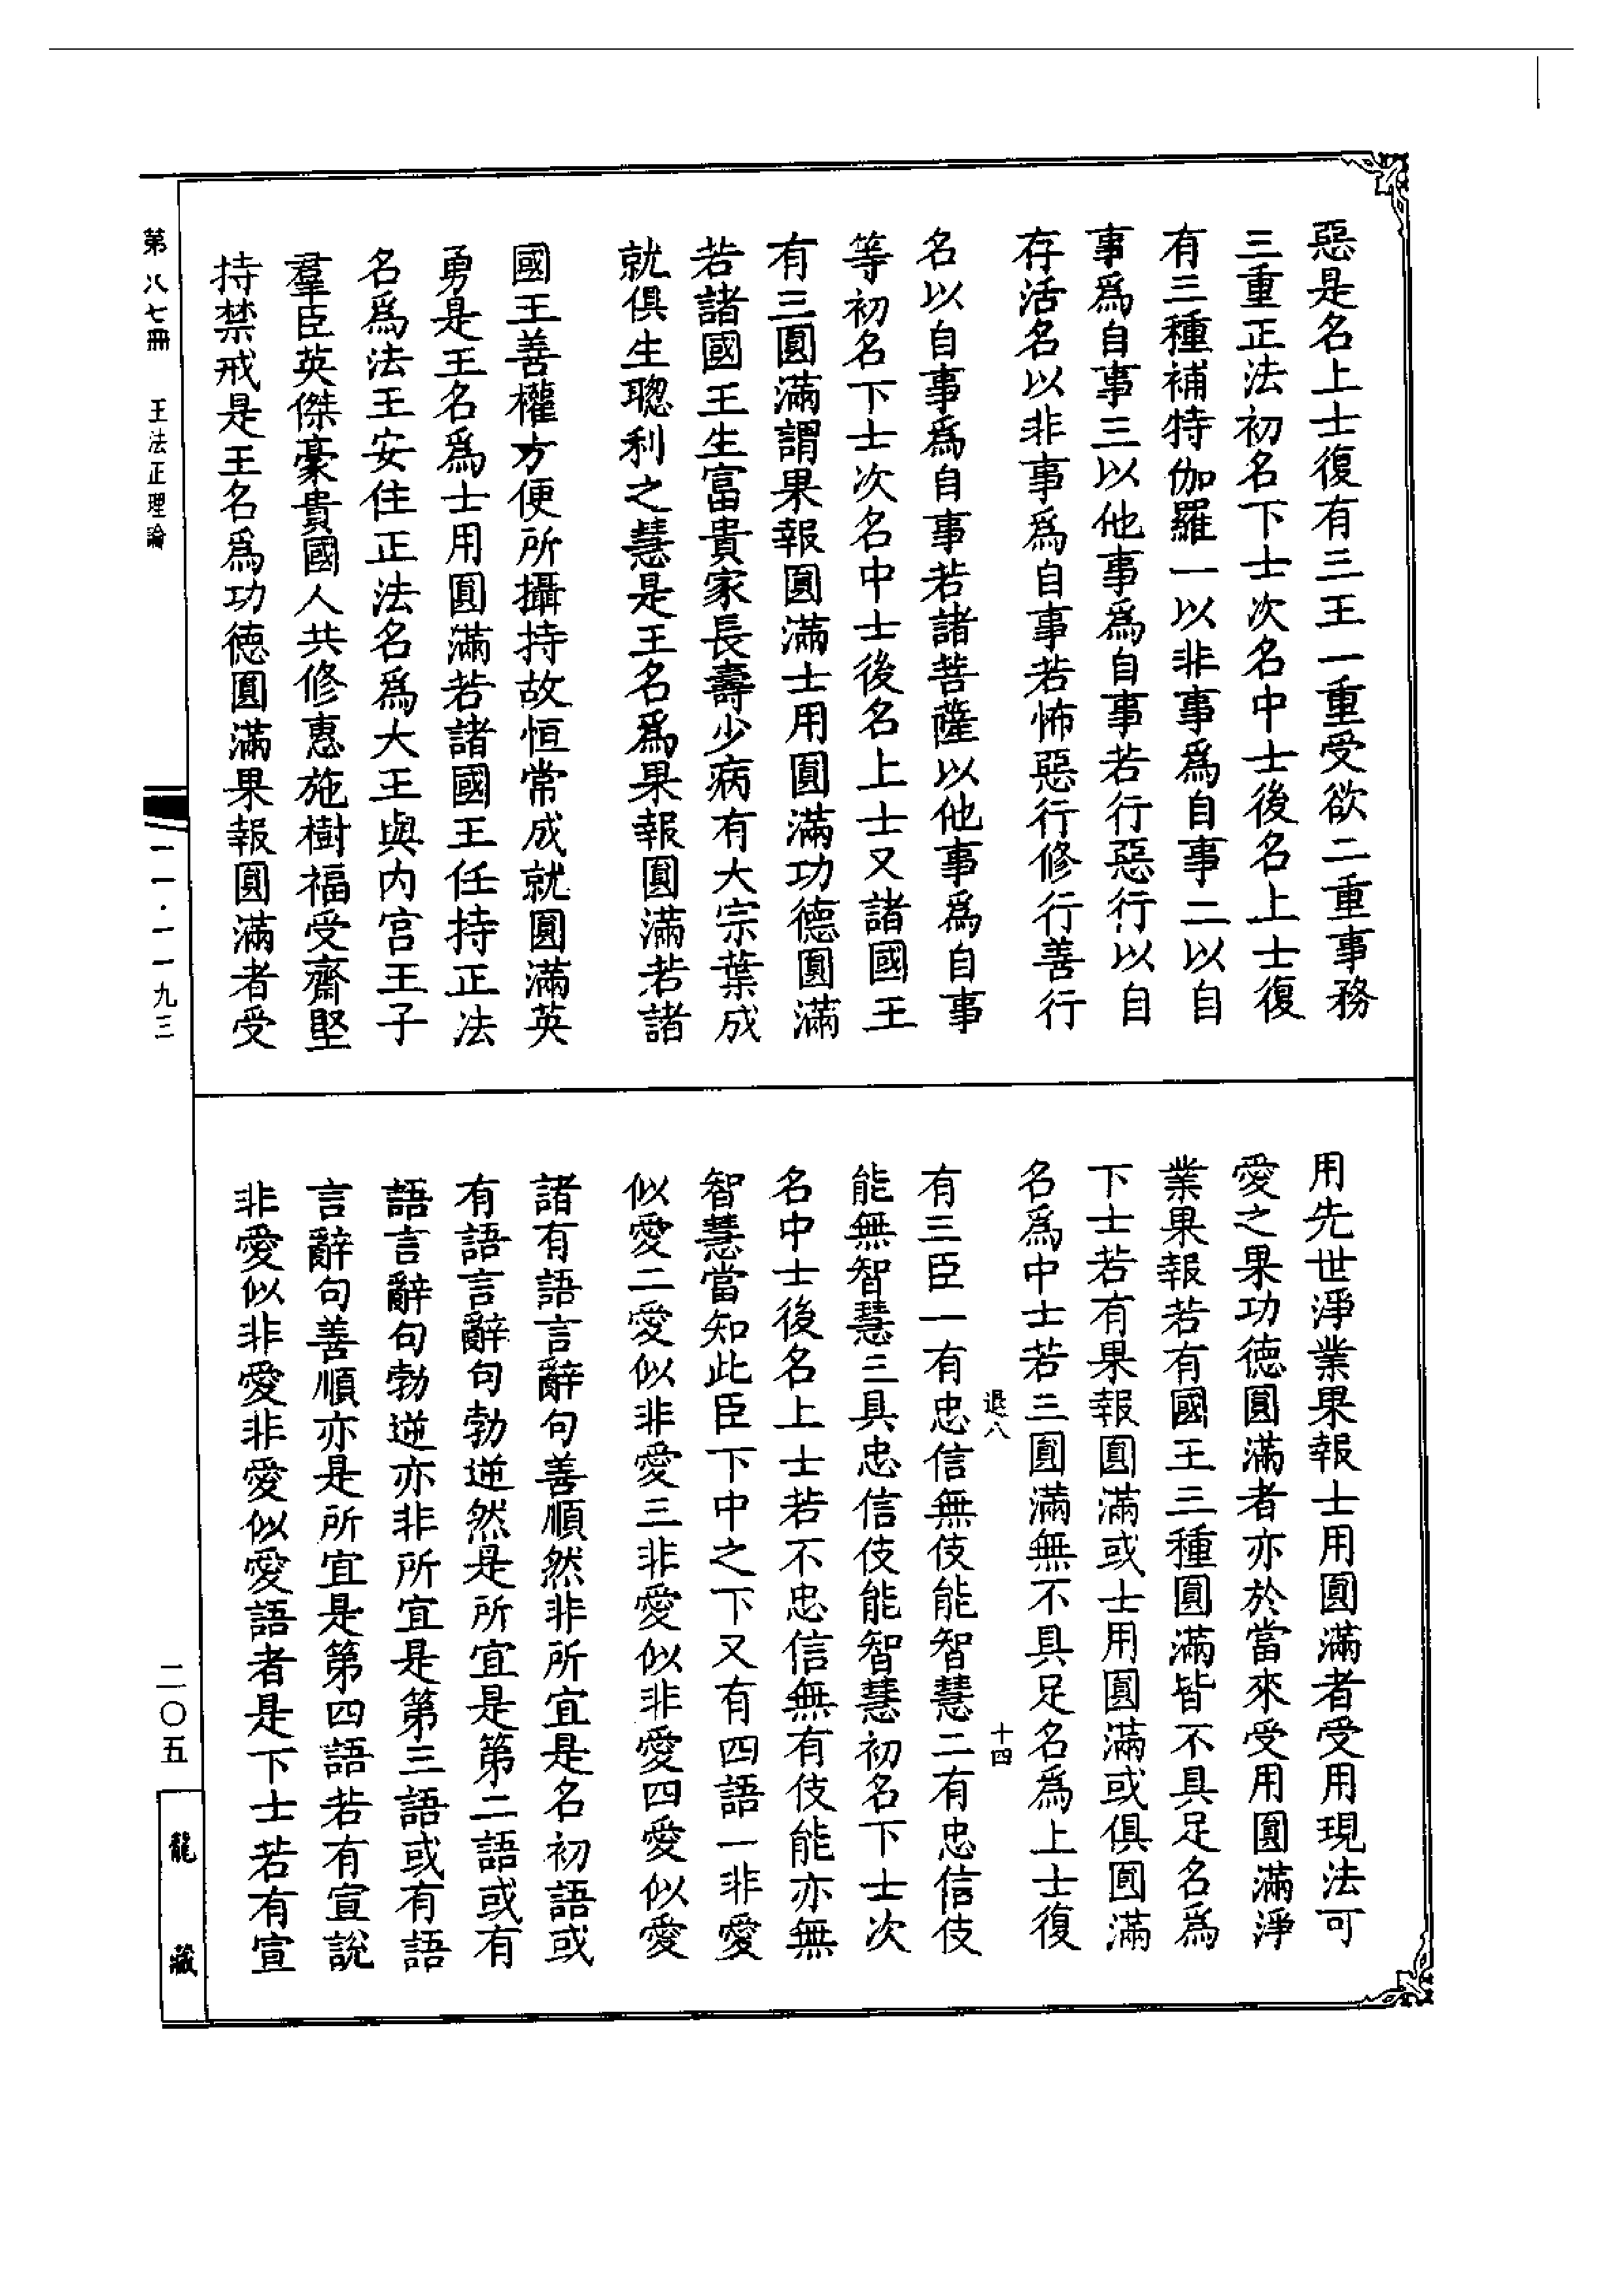 惡是名上士復有三王一重受欲二重事務
三重正法初名下士次名中士後名上士復
有三種補特伽羅一以非事爲自事二以自
事爲自事三以他事爲自事若行惡行以自
存活名以非事爲自事若怖惡行修行善行
名以自事爲自事若諸菩薩以他事爲自事
等初名下士次名中士後名上士又諸國王
有三圓滿謂果報圓滿士用圓滿功德圓滿
若諸國王生富貴家長壽少病有大宗葉成
就俱生聰利之慧是王名爲果報圓滿若諸
國王善權方便所攝持故恒常成就圓滿英
勇是王名爲士用圓滿若諸國王任持正法
名爲法王安住正法名爲大王與內宮王子
羣臣英傑豪貴國人共修惠施樹福受齋堅
持禁戒是王名爲功德圓滿果報圓滿者受
用先世淨業果報士用圓滿者受用現法可
愛之果功德圓滿者亦於當來受用圓滿淨
業果報若有國王三種圓滿皆不具足名爲
下士若有果報圓滿或士用圓滿或俱圓滿
名爲中士若三圓滿無不具足名爲上士復
退八 十四
有三臣一有忠信無伎能智慧二有忠信伎
能無智慧三具忠信伎能智慧初名下士次
名中士後名上士若不忠信無有伎能亦無
智慧當知此臣下中之下又有四語一非愛
似愛二愛似非愛三非愛似非愛四愛似愛
諸有語言辭句善順然非所宜是名初語或
有語言辭句勃逆然是所宜是第二語或有
語言辭句勃逆亦非所宜是第三語或有語
言辭句善順亦是所宜是第四語若有宣說
非愛似非愛非愛似愛語者是下士若有宣
第八七冊 王法正理論
一一·一一九三
二〇五
龍藏